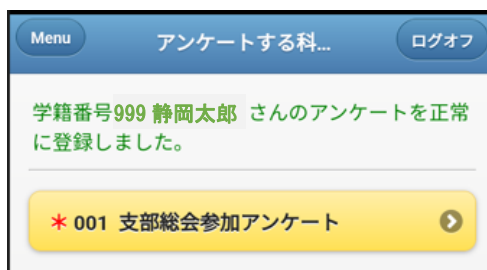 Menu アンケートする科... ログオフ
学籍番号999 静岡太郎 さんのアンケートを正常
に登録しました。
＊001 支部総会参加アンケート